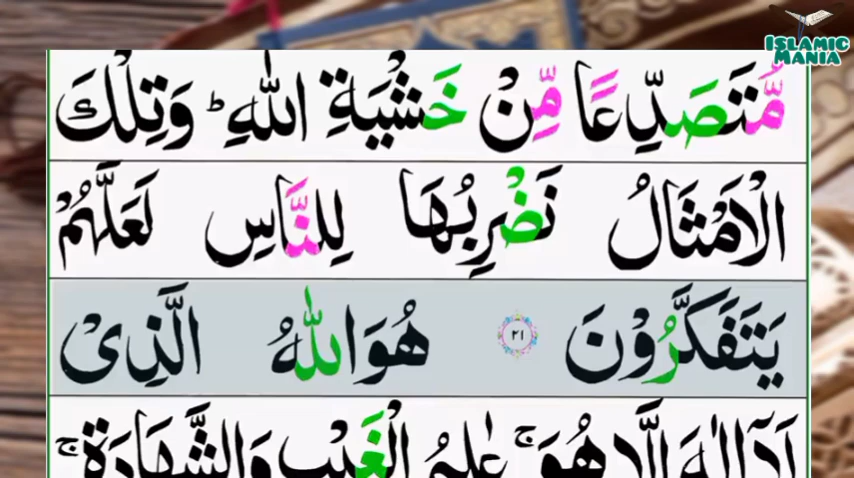 ISLAMIC
MANIA
مُّتَصَدِّعًا مِّنْ خَشْيَةِ اللّٰهِ ؕ وَتِلْكَ
الْاَمْثَالُ نَضْرِبُهَا لِلنَّاسِ لَعَلَّهُمْ
يَتَفَكَّرُوْنَ ٢١ هُوَ اللّٰهُ الَّذِىْ
لَاۤ اِلٰهَ اِلَّا هُوَ ۚ عٰلِمُ الْغَيْبِ وَالشَّهَادَةِ ۚ